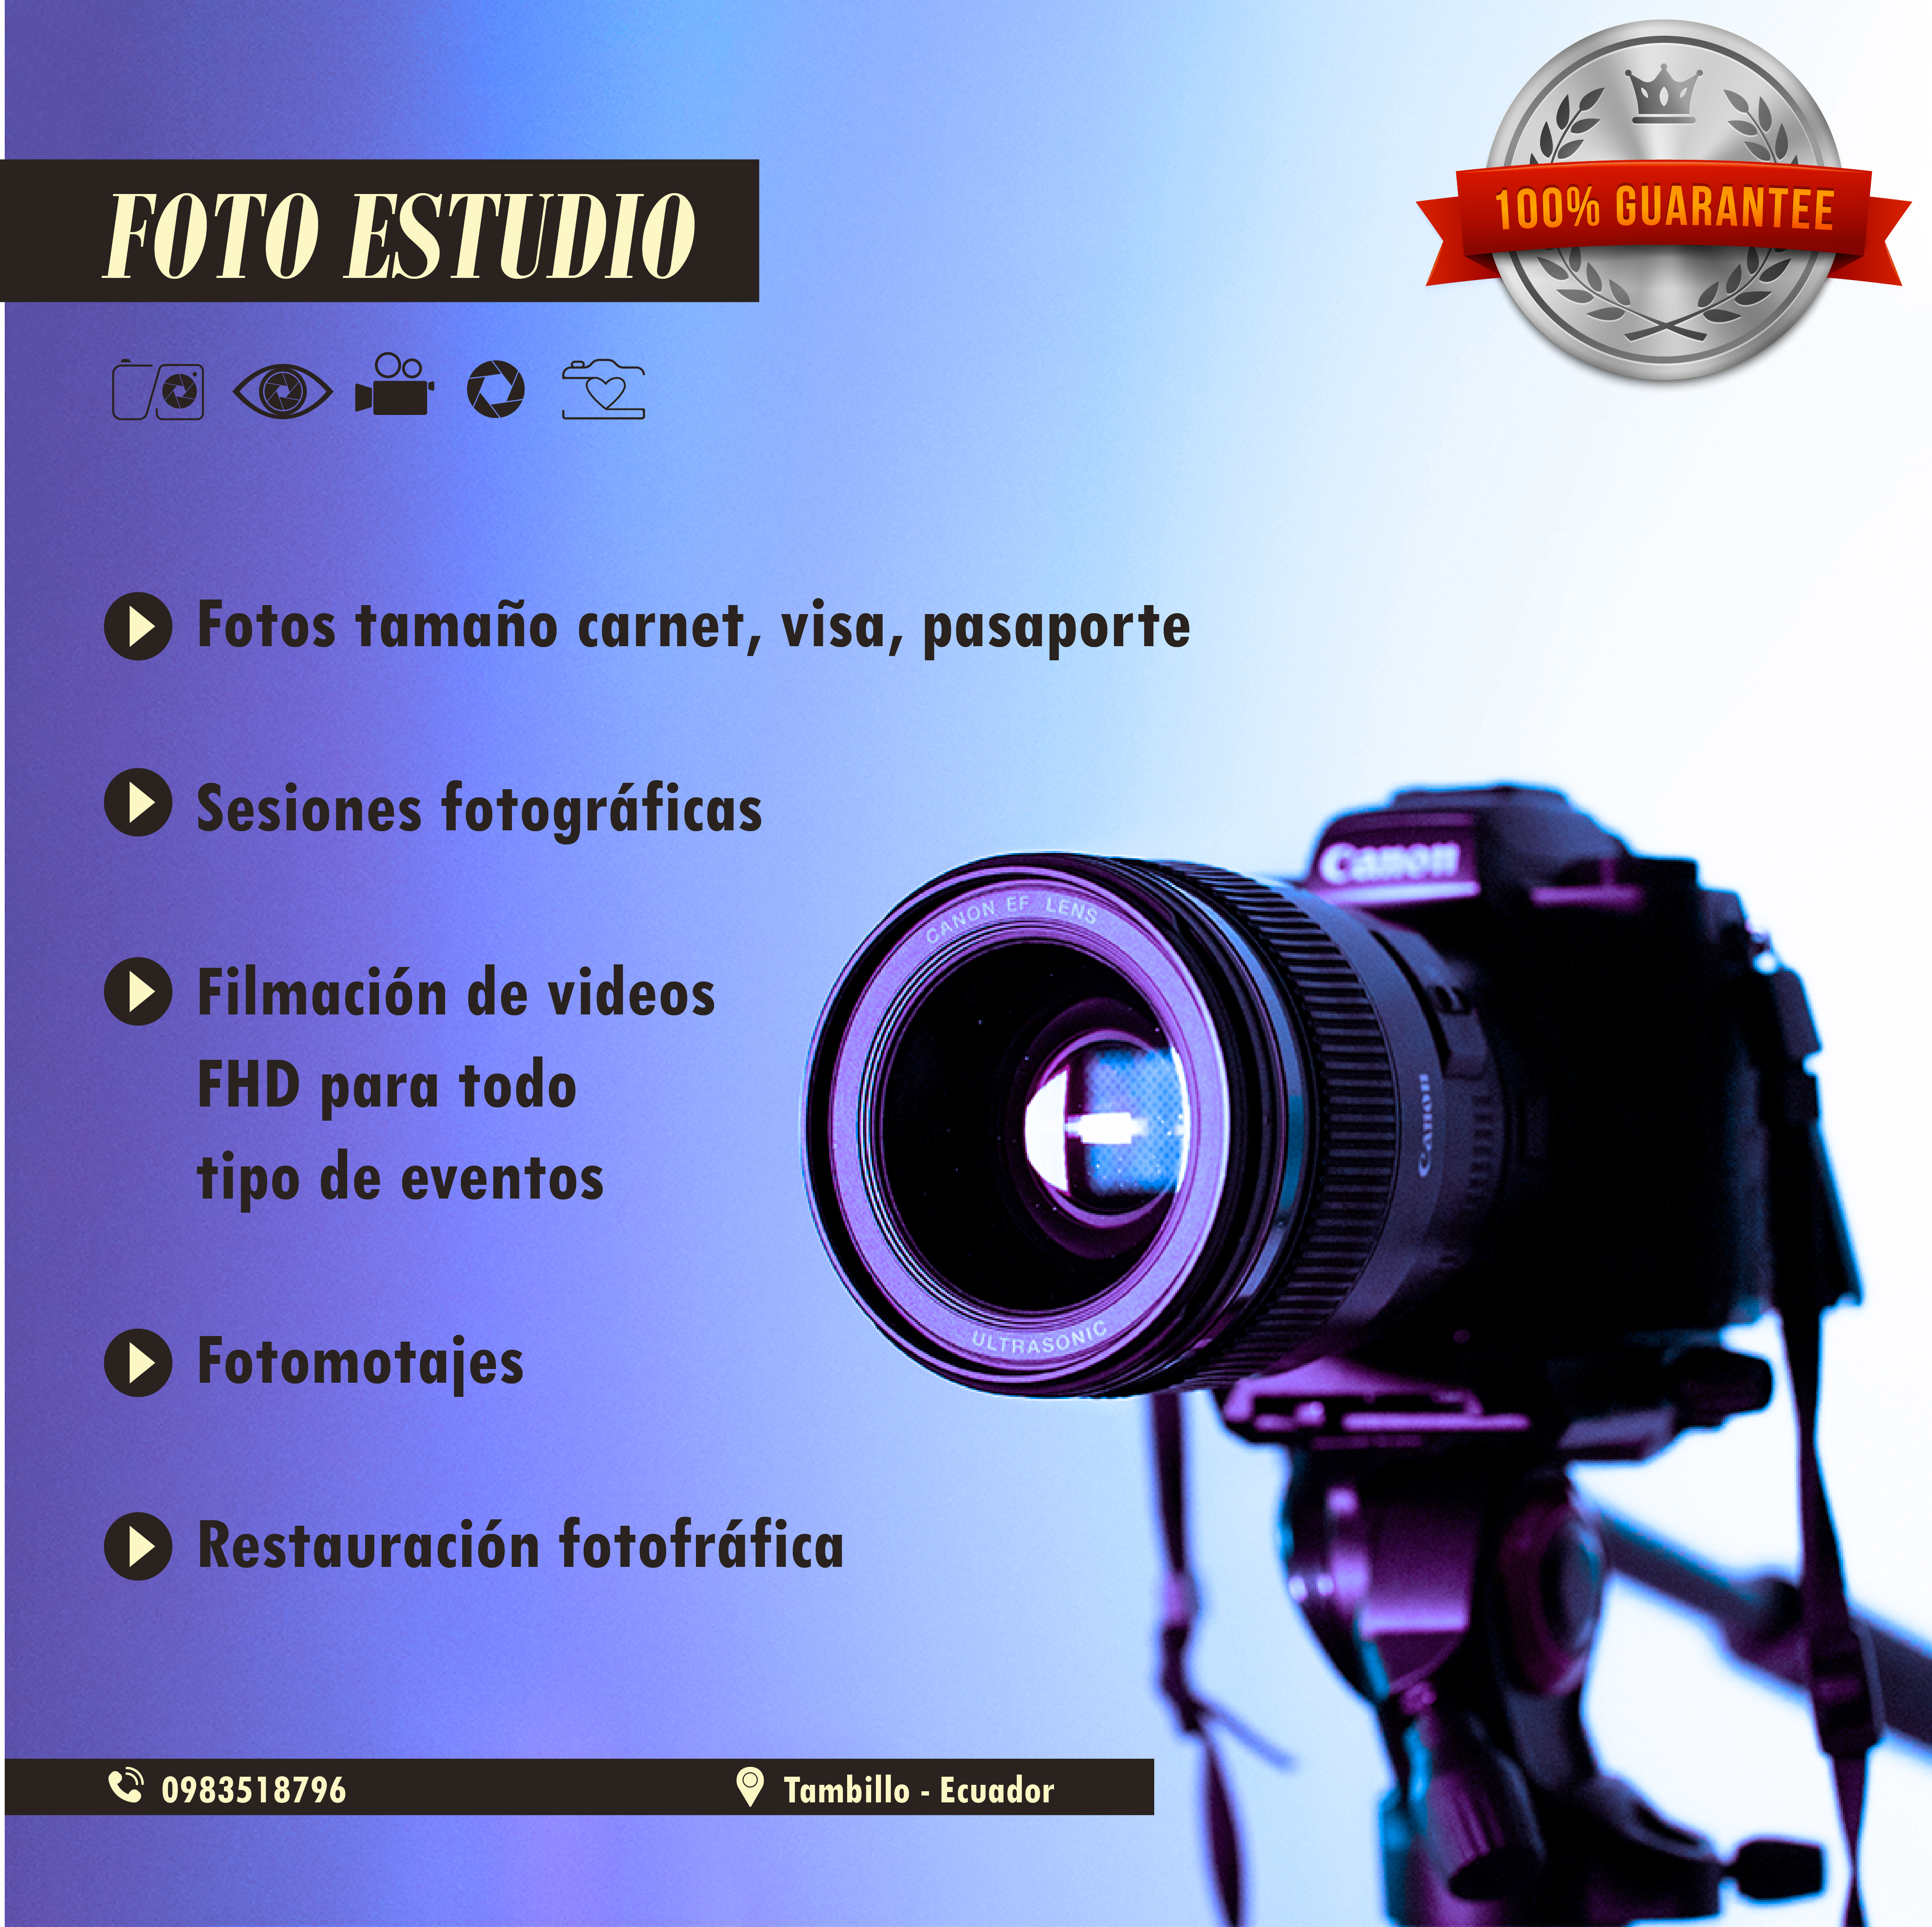 100% GUARANTEE
FOTO ESTUDIO
Fotos tamaño carnet, visa, pasaporte
Sesiones fotográficas
Canon
CANON EF LENS
Filmación de videos
FHD para todo
tipo de eventos
Canon
ULTRASONIC
Fotomotajes
Restauración fotofráfica
0983518796
Tambillo - Ecuador